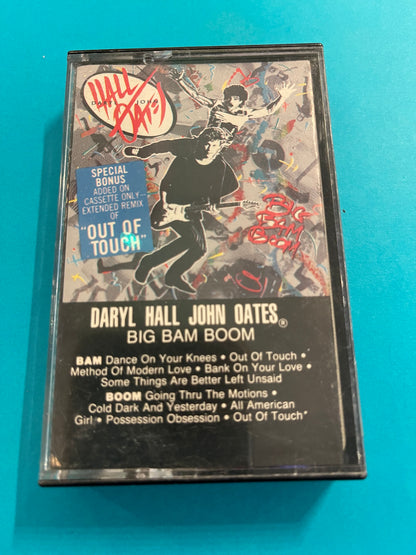 HALL
DARYL JOHN
OATES
SPECIAL
BONUS
ADDED ON
CASSETTE ONLY—
EXTENDED REMIX
OF
"OUT OF
TOUCH"
BIG
BAM
BOOM
DARYL HALL JOHN OATES®
BIG BAM BOOM
BAM Dance On Your Knees • Out Of Touch •
Method Of Modern Love • Bank On Your Love •
Some Things Are Better Left Unsaid
BOOM Going Thru The Motions •
Cold Dark And Yesterday • All American
Girl • Possession Obsession • Out Of Touch*